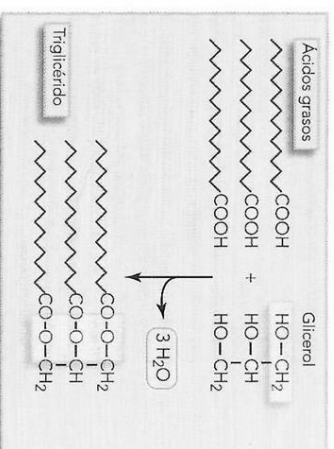 Ácidos grasos
Glicerol
COOH HO–CH₂
COOH + HO–CH
COOH HO–CH₂
3 H₂O
Triglicérido
CO–O–CH₂
CO–O–CH
CO–O–CH₂